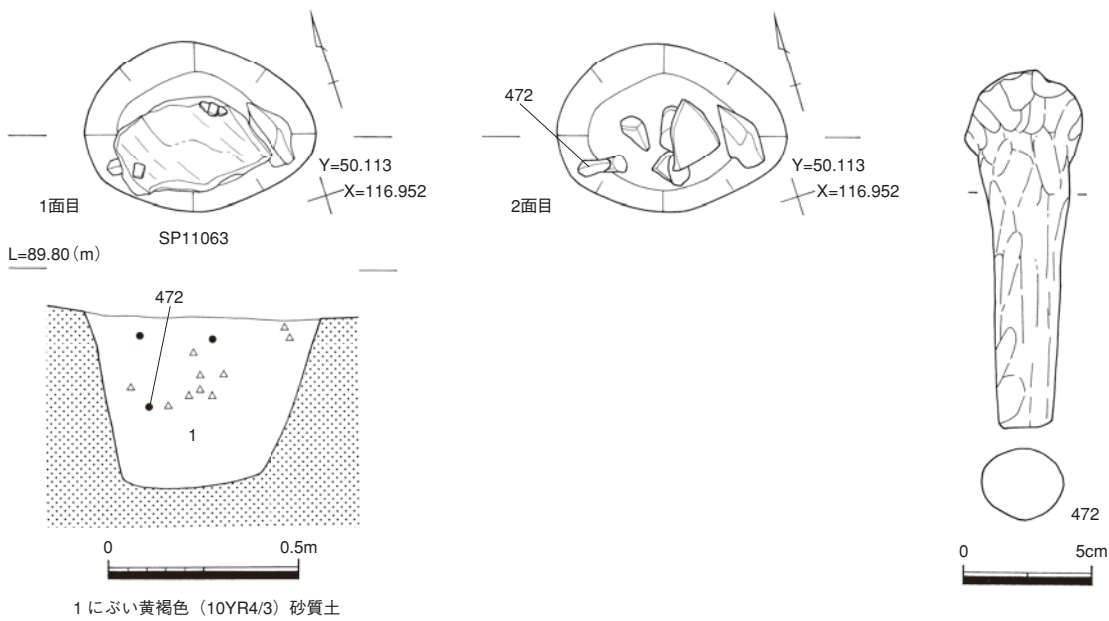 472
Y=50.113
X=116.952
1面目
SP11063
Y=50.113
X=116.952
2面目
L=89.80(m)
472
1
0 0.5m
1 にぶい黄褐色（10YR4/3）砂質土
472
0 5cm